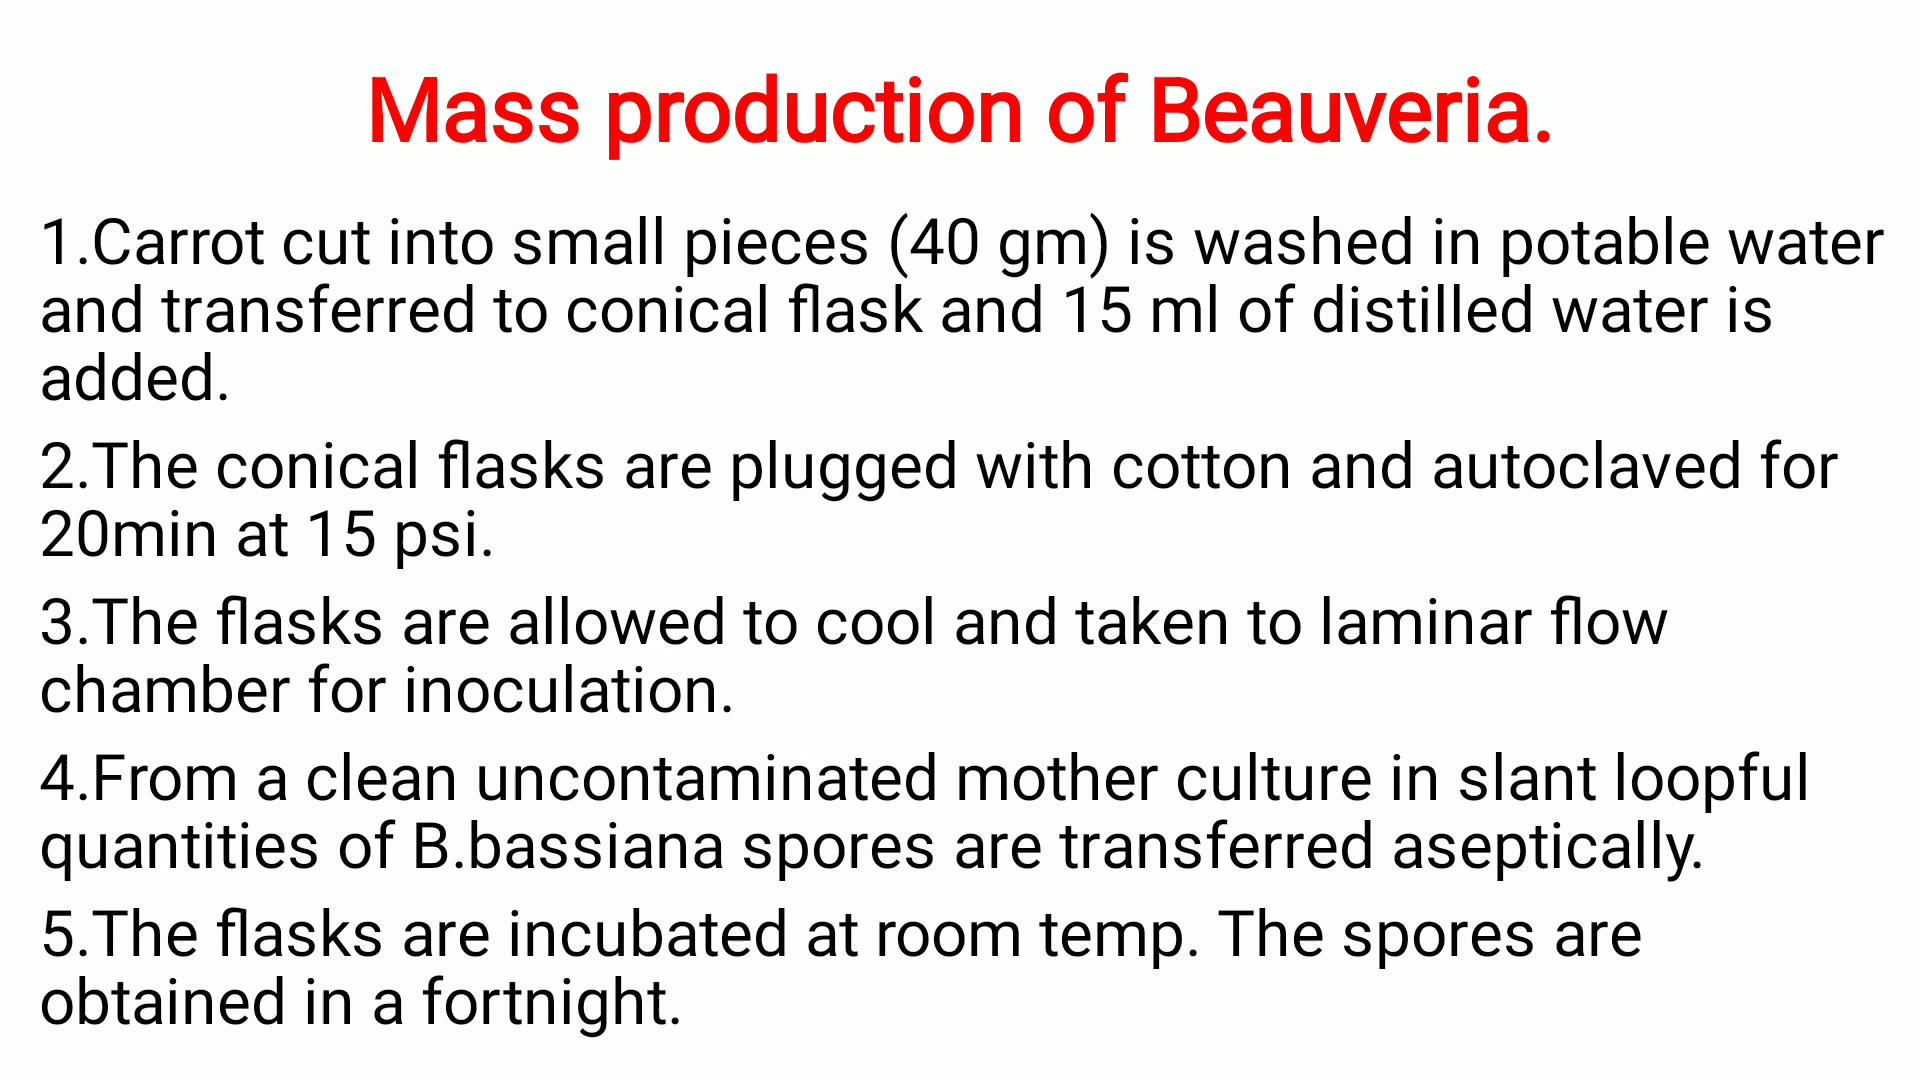 Mass production of Beauveria.
1.Carrot cut into small pieces (40 gm) is washed in potable water
and transferred to conical flask and 15 ml of distilled water is
added.
2.The conical flasks are plugged with cotton and autoclaved for
20min at 15 psi.
3.The flasks are allowed to cool and taken to laminar flow
chamber for inoculation.
4.From a clean uncontaminated mother culture in slant loopful
quantities of B.bassiana spores are transferred aseptically.
5.The flasks are incubated at room temp. The spores are
obtained in a fortnight.